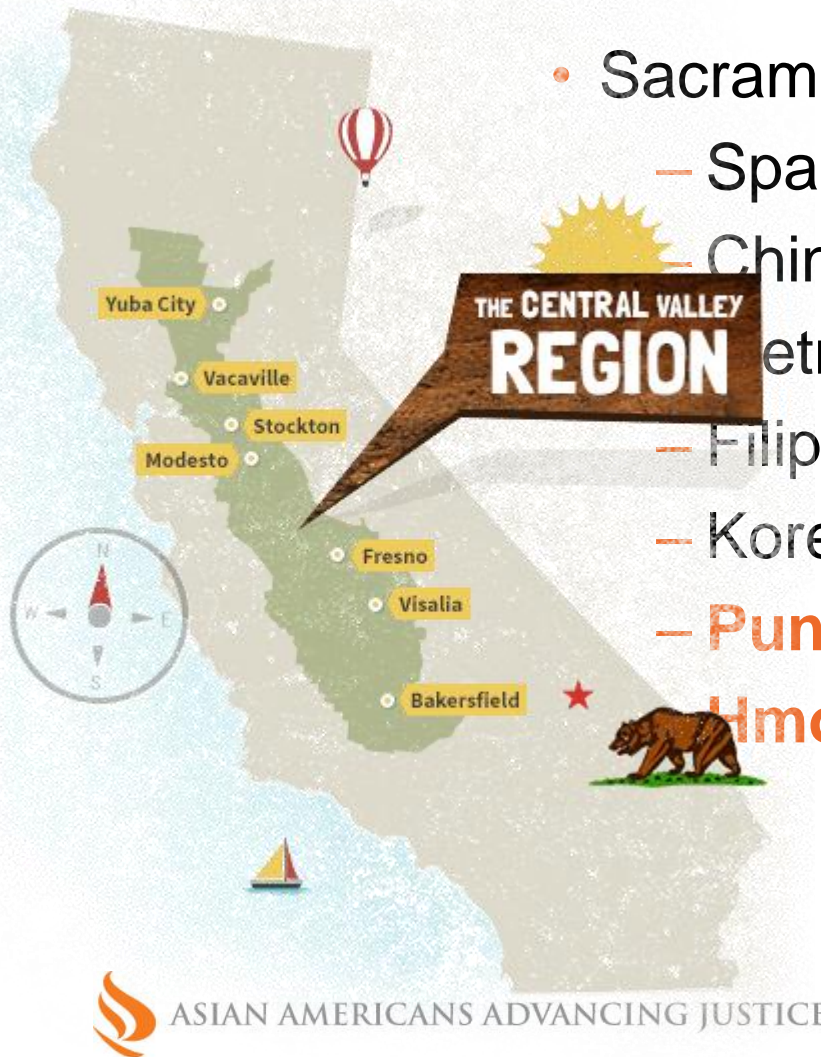 • Sacram
– Spa
– Chin
etr
– Filip
– Kore
– Pun
Hmo
THE CENTRAL VALLEY
REGION
Yuba City
Vacaville
Stockton
Modesto
Fresno
Visalia
Bakersfield
N
W E
S
ASIAN AMERICANS ADVANCING JUSTICE